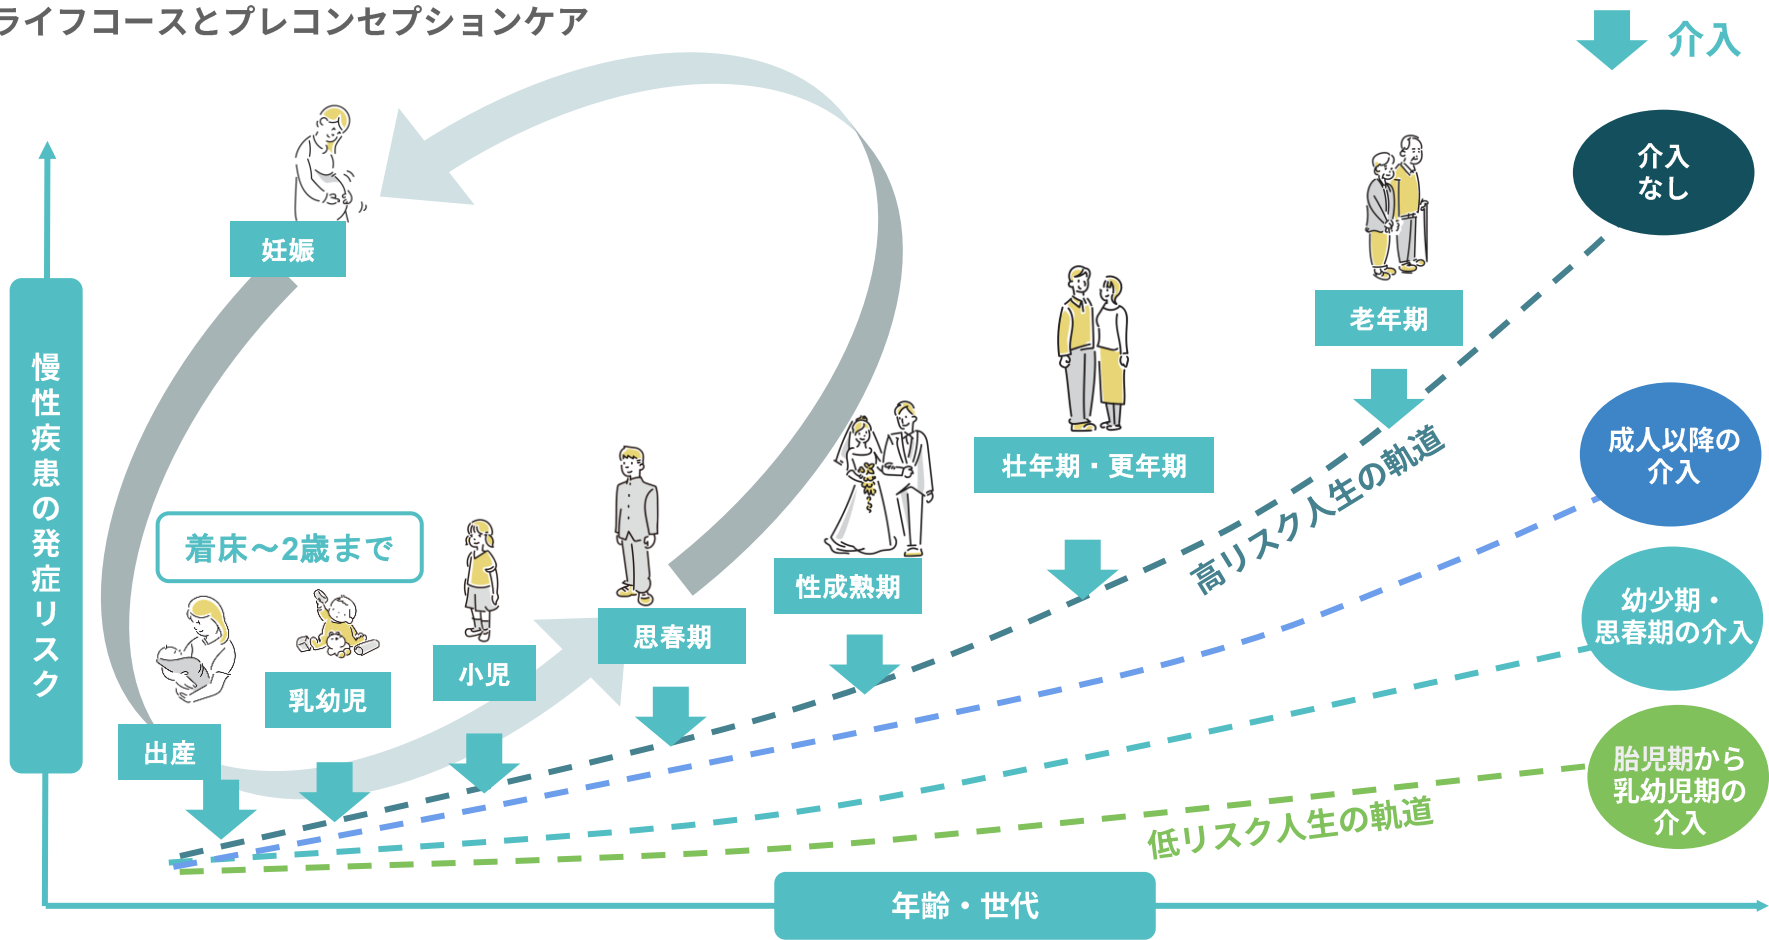 ライフコースとプレコンセプションケア
介入
介入
なし
妊娠
老年期
慢性疾患の発症リスク
壮年期・更年期
高リスク人生の軌道
成人以降の
介入
着床～2歳まで
性成熟期
思春期
小児
乳幼児
出産
幼少期・
思春期の介入
胎児期から
乳幼児期の
介入
低リスク人生の軌道
年齢・世代